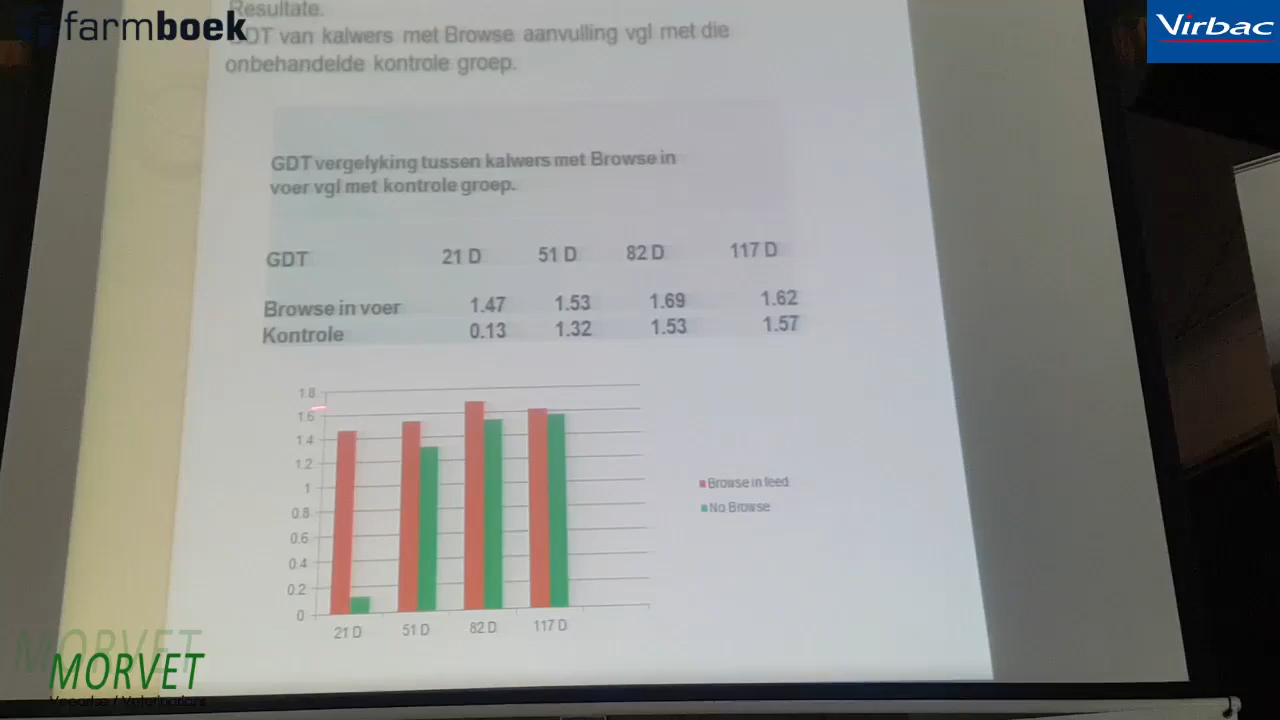 farmboek
Virbac
Resultate.
GDT van kalwers met Browse aanvulling vgl met die
onbehandelde kontrole groep.
GDT vergelyking tussen kalwers met Browse in
voer vgl met kontrole groep.
GDT 21 D 51 D 82 D 117 D
Browse in voer 1.47 1.53 1.69 1.62
Kontrole 0.13 1.32 1.53 1.57
1.8
1.6
1.4
1.2
1
0.8
0.6
0.4
0.2
0
21 D 51 D 82 D 117 D
Browse in feed
No Browse
MORVET
MORVET